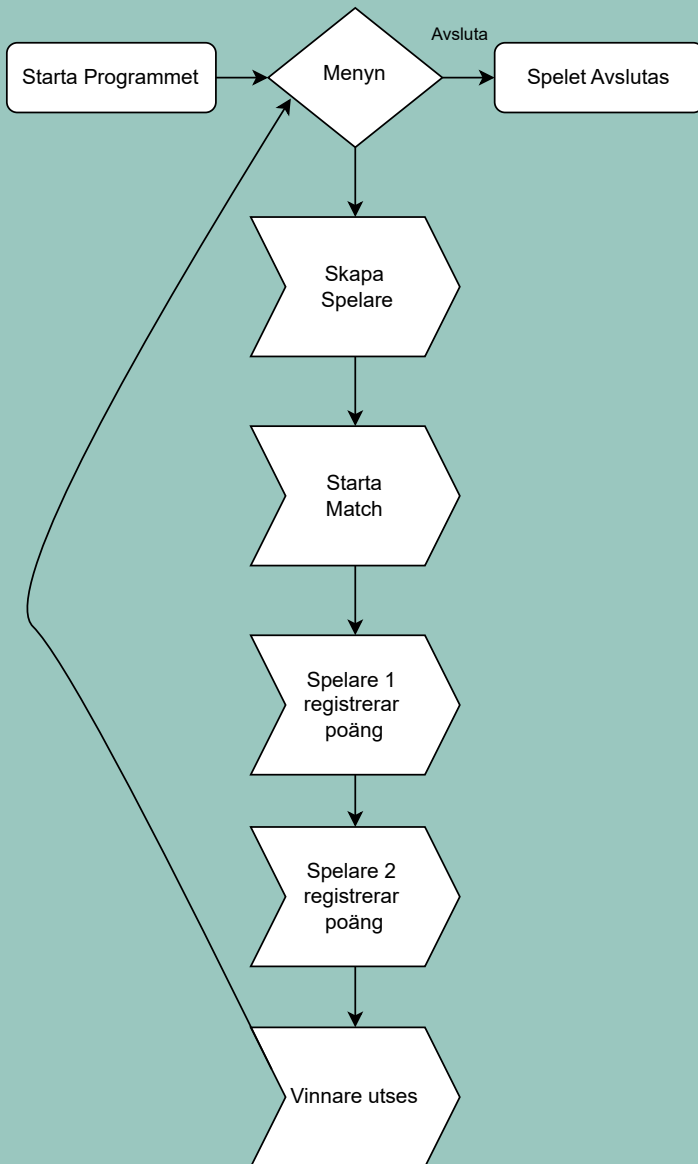 Starta Programmet
Menyn
Avsluta
Spelet Avslutas
Skapa
Spelare
Starta
Match
Spelare 1
registrerar
poäng
Spelare 2
registrerar
poäng
Vinnare utses